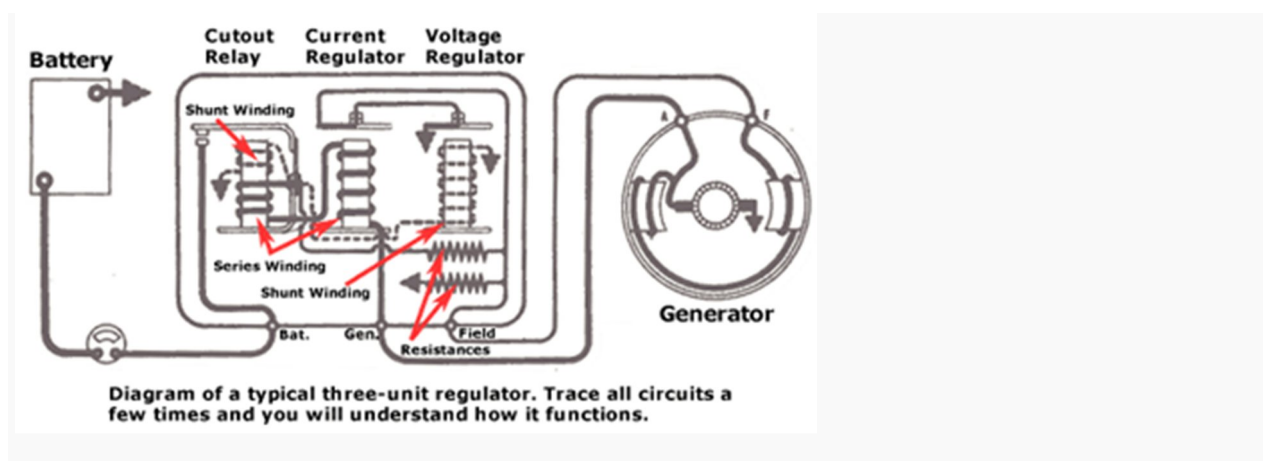 Cutout Relay
Current Regulator
Voltage Regulator
Battery
Shunt Winding
A
F
Series Winding
Shunt Winding
Generator
Bat.
Gen.
Field
Resistances
Diagram of a typical three-unit regulator. Trace all circuits a
few times and you will understand how it functions.